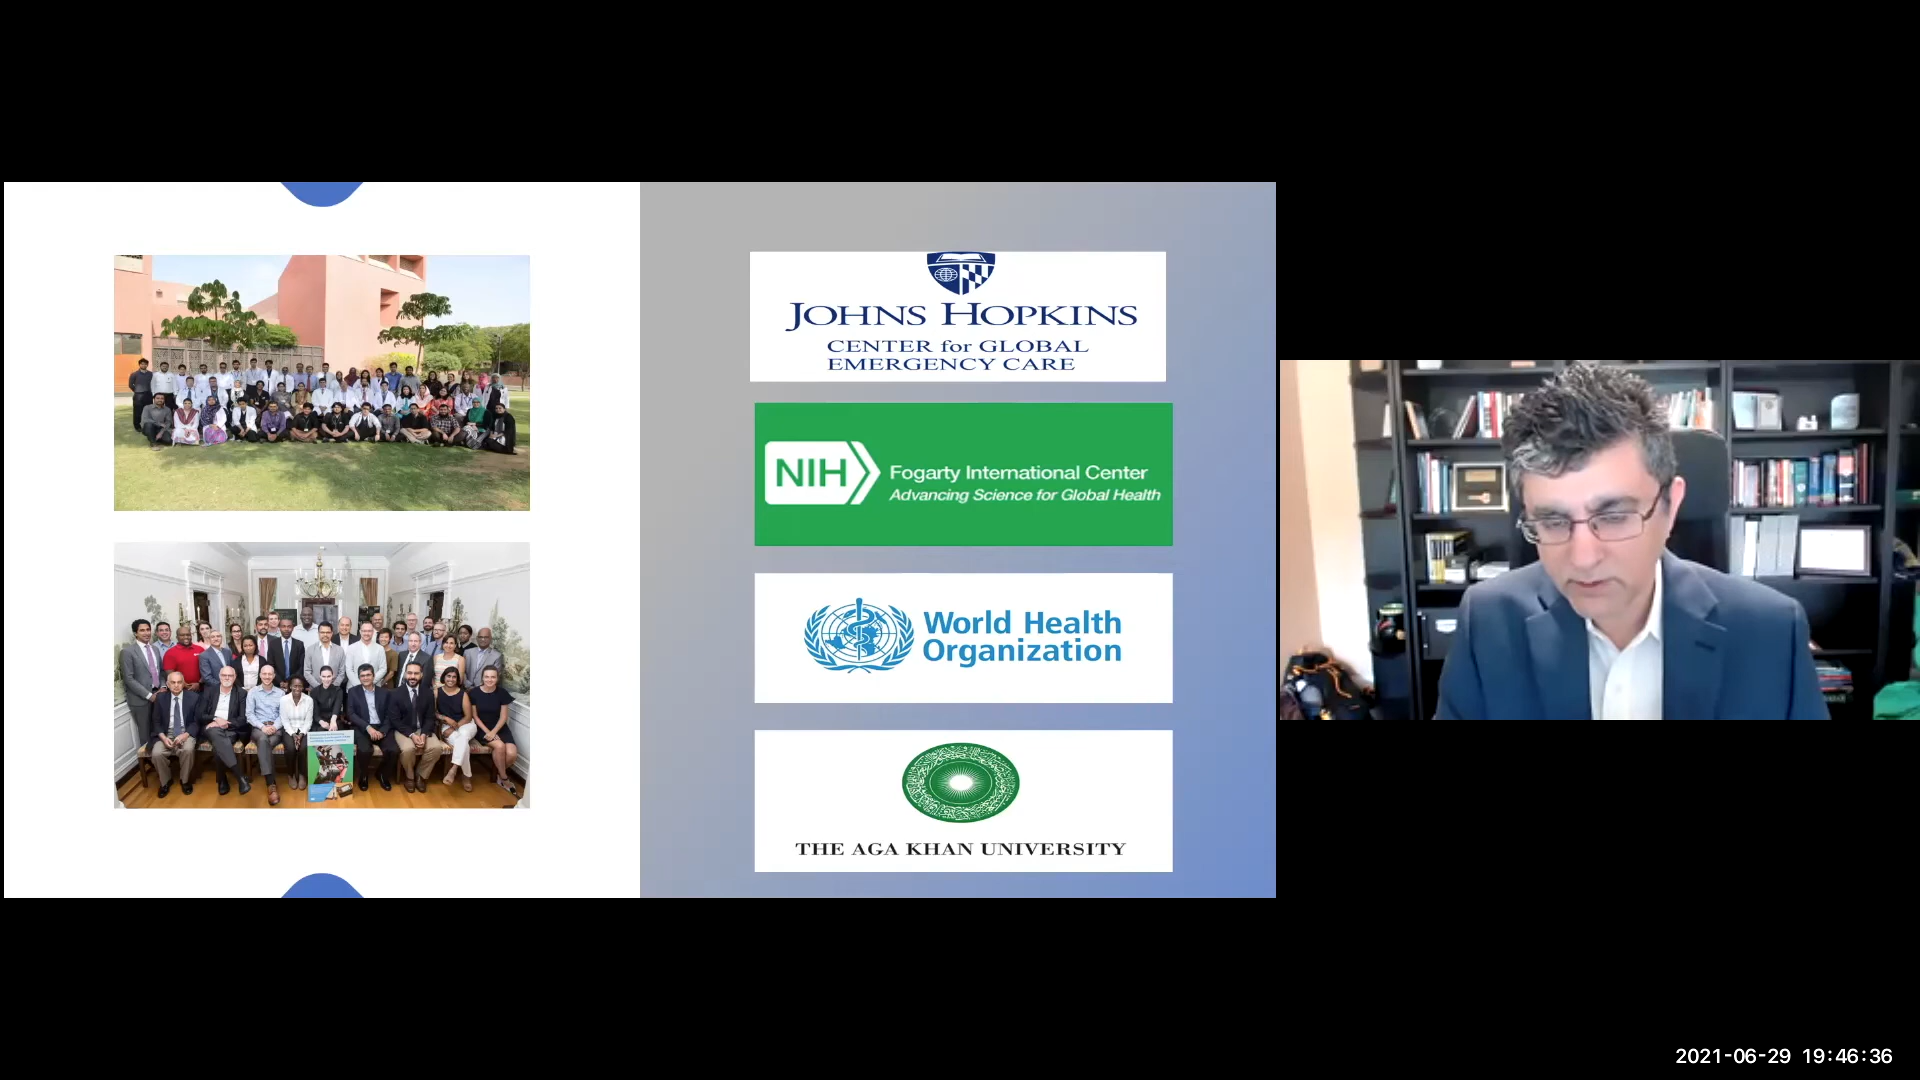 JOHNS HOPKINS
CENTER for GLOBAL
EMERGENCY CARE
NIH
Fogarty International Center
Advancing Science for Global Health
World Health
Organization
THE AGA KHAN UNIVERSITY
2021-06-29 19:46:36